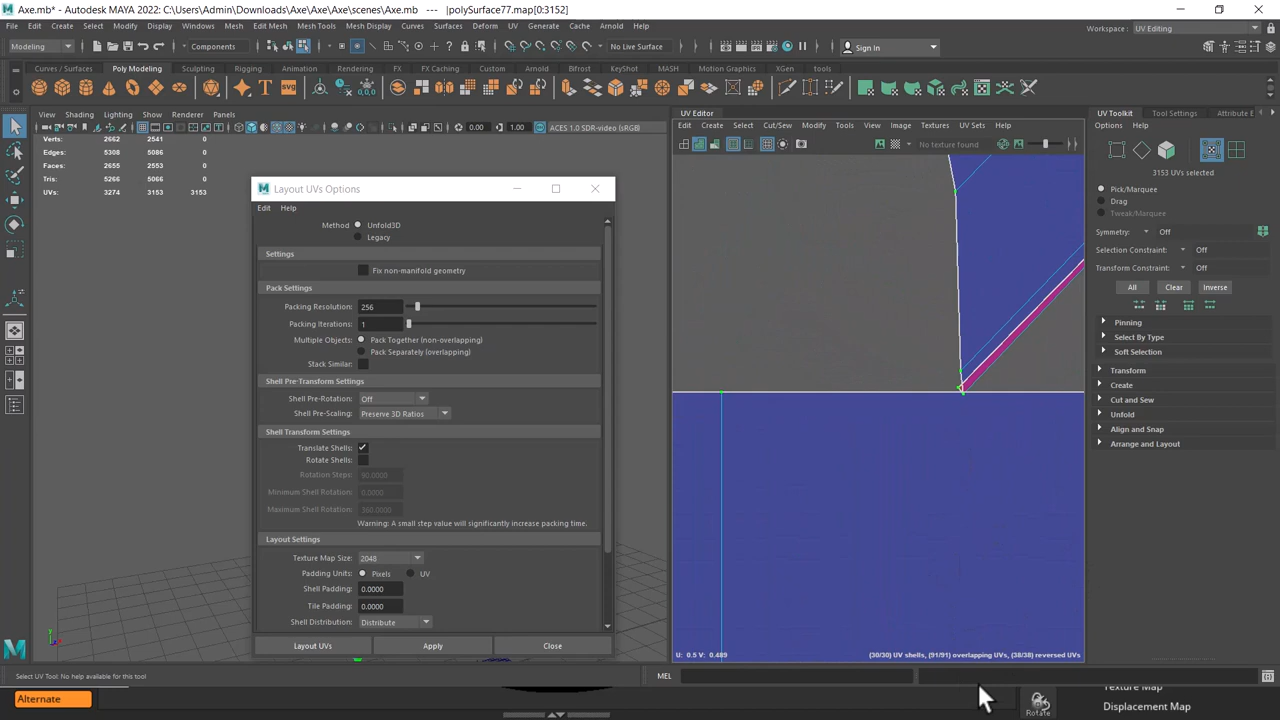 Axe.mb* - Autodesk MAYA 2022: C:\Users\Admin\Downloads\Axe\Axe\scenes\Axe.mb --- |polySurface77.map[0:3152]
File Edit Create Select Modify Display Windows Mesh Edit Mesh Mesh Tools Mesh Display Curves Surfaces Deform UV Generate Cache Arnold Help
Workspace : UV Editing
Modeling Components No Live Surface Sign In
Curves / Surfaces Poly Modeling Sculpting Rigging Animation Rendering FX FX Caching Custom Arnold Bifrost KeyShot MASH Motion Graphics XGen tools
View Shading Lighting Show Renderer Panels
0.00 1.00 ACES 1.0 SDR-video (sRGB)
Verts: 2662 2541 0
Edges: 5308 5086 0
Faces: 2655 2553 0
Tris: 5266 5066 0
UVs: 3274 3153 3153
Layout UVs Options
Edit Help
Method Unfold3D
Legacy
Settings
Fix non-manifold geometry
Pack Settings
Packing Resolution: 256
Packing Iterations: 1
Multiple Objects: Pack Together (non-overlapping)
Pack Separately (overlapping)
Stack Similar:
Shell Pre-Transform Settings
Shell Pre-Rotation: Off
Shell Pre-Scaling: Preserve 3D Ratios
Shell Transform Settings
Translate Shells:
Rotate Shells:
Rotation Steps: 90.0000
Minimum Shell Rotation: 0.0000
Maximum Shell Rotation: 360.0000
Warning: A small step value will significantly increase packing time.
Layout Settings
Texture Map Size: 2048
Padding Units: Pixels UV
Shell Padding: 0.0000
Tile Padding: 0.0000
Shell Distribution: Distribute
Layout UVs Apply Close
UV Editor
Edit Create Select Cut/Sew Modify Tools View Image Textures UV Sets Help
No texture found
U: 0.5 V: 0.489 (30/30) UV shells, (91/91) overlapping UVs, (38/38) reversed UVs
UV Toolkit Tool Settings Attribute E
Options Help
3153 UVs selected
Pick/Marquee
Drag
Tweak/Marquee
Symmetry: Off
Selection Constraint: Off
Transform Constraint: Off
All Clear Inverse
Pinning
Select By Type
Soft Selection
Transform
Create
Cut and Sew
Unfold
Align and Snap
Arrange and Layout
Select UV Tool: No help available for this tool
MEL
Alternate
Rotate
Texture Map
Displacement Map